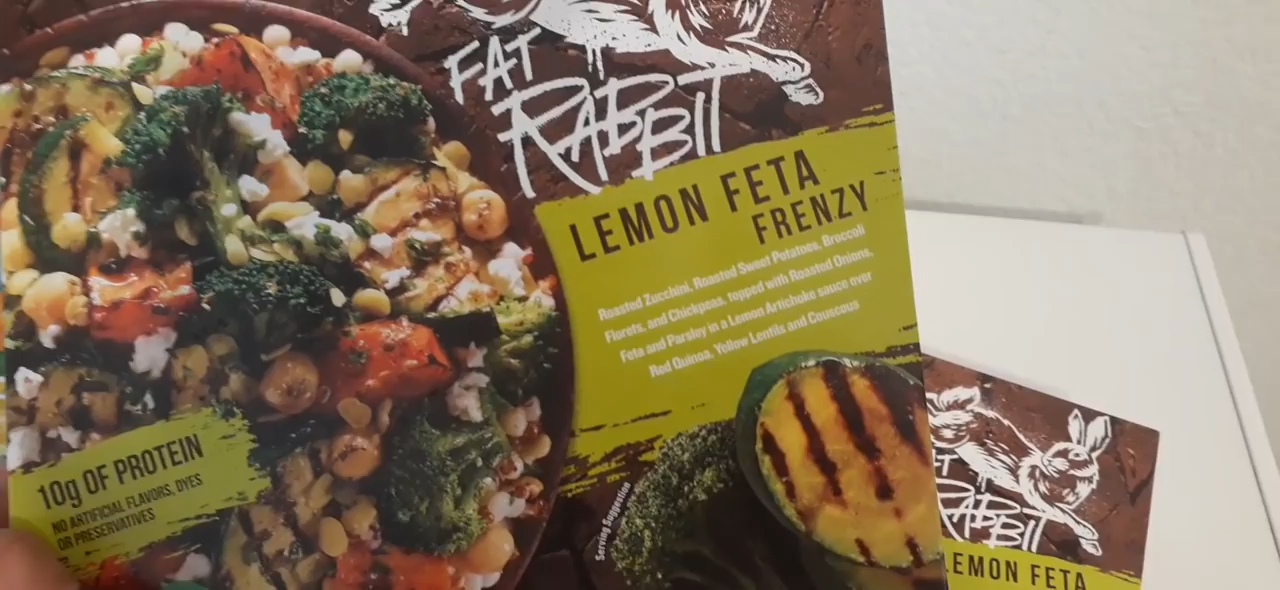 FAT
RABBIT
LEMON FETA
FRENZY
Roasted Zucchini, Roasted Sweet Potatoes, Broccoli
Florets, and Chickpeas, topped with Roasted Onions,
Feta and Parsley in a Lemon Artichoke sauce over
Red Quinoa, Yellow Lentils and Couscous
10g OF PROTEIN
NO ARTIFICIAL FLAVORS, DYES
OR PRESERVATIVES
Serving Suggestion
RABBIT
LEMON FETA